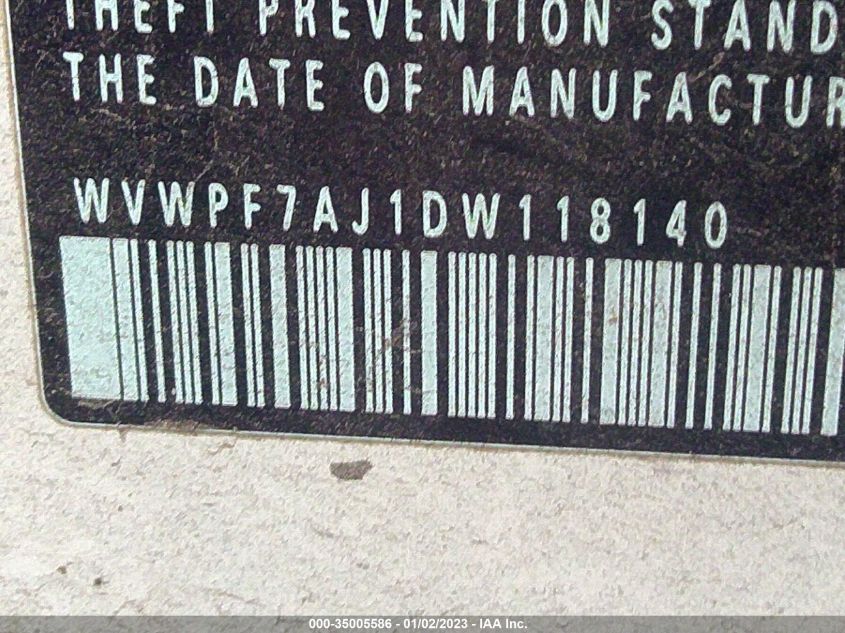 THEFT PREVENTION STAND
THE DATE OF MANUFACTUR
WVWPF7AJ1DW118140
000-35005586 - 01/02/2023 - IAA Inc.